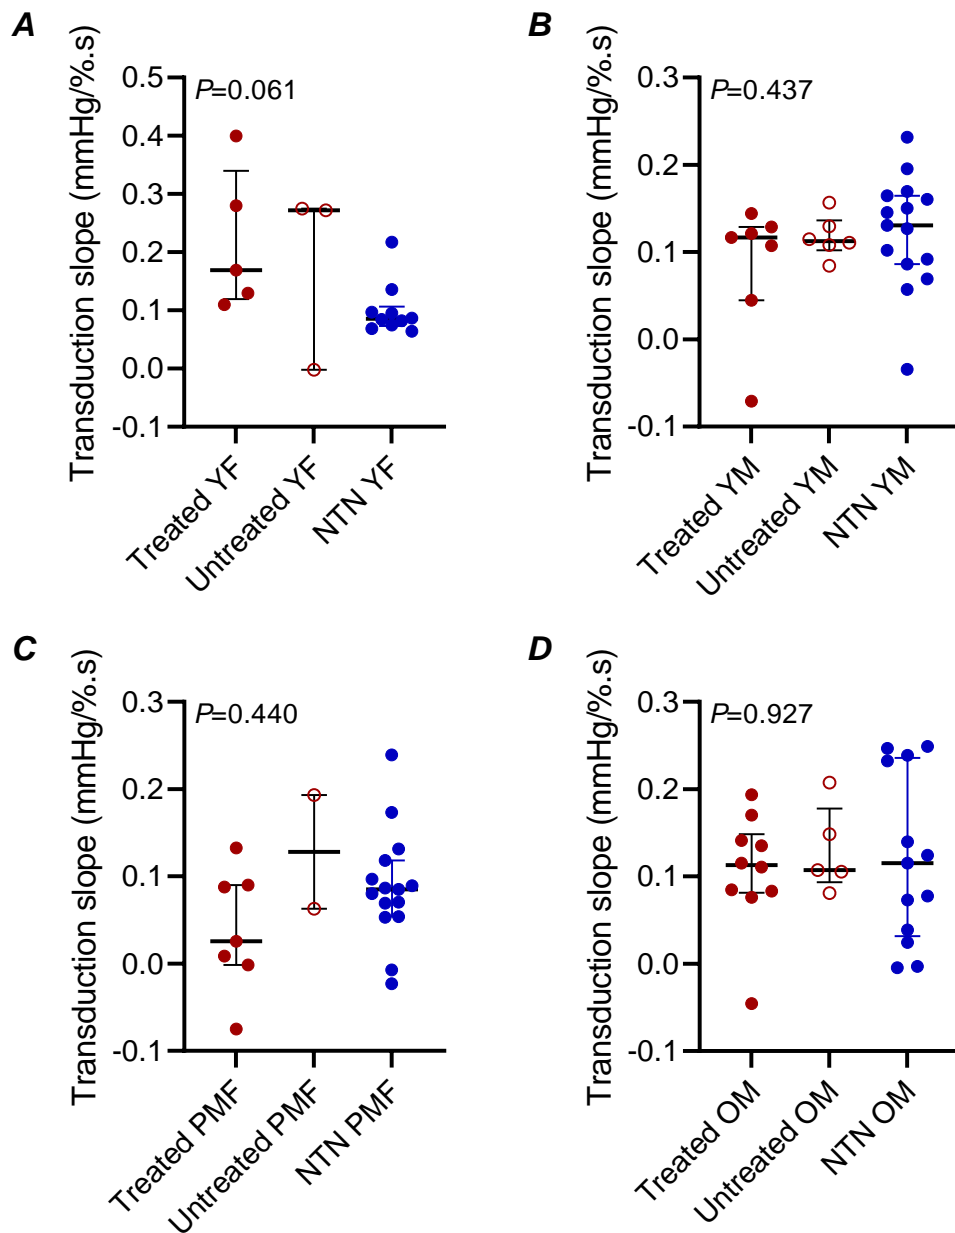 A
Transduction slope (mmHg/%.s)
P=0.061
0.5
0.4
0.3
0.2
0.1
0.0
-0.1
Treated YF
Untreated YF
NTN YF
B
Transduction slope (mmHg/%.s)
P=0.437
0.3
0.2
0.1
0.0
-0.1
Treated YM
Untreated YM
NTN YM
C
Transduction slope (mmHg/%.s)
P=0.440
0.3
0.2
0.1
0.0
-0.1
Treated PMF
Untreated PMF
NTN PMF
D
Transduction slope (mmHg/%.s)
P=0.927
0.3
0.2
0.1
0.0
-0.1
Treated OM
Untreated OM
NTN OM